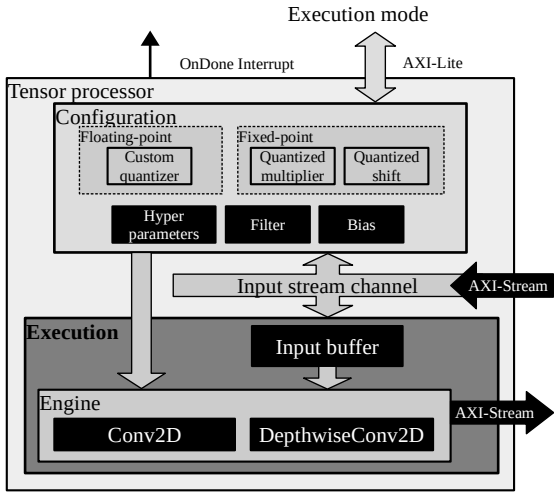 Execution mode
OnDone Interrupt
AXI-Lite
Tensor processor
Configuration
Floating-point
Fixed-point
Custom
quantizer
Quantized
multiplier
Quantized
shift
Hyper
parameters
Filter
Bias
Input stream channel
AXI-Stream
Execution
Input buffer
Engine
AXI-Stream
Conv2D
DepthwiseConv2D